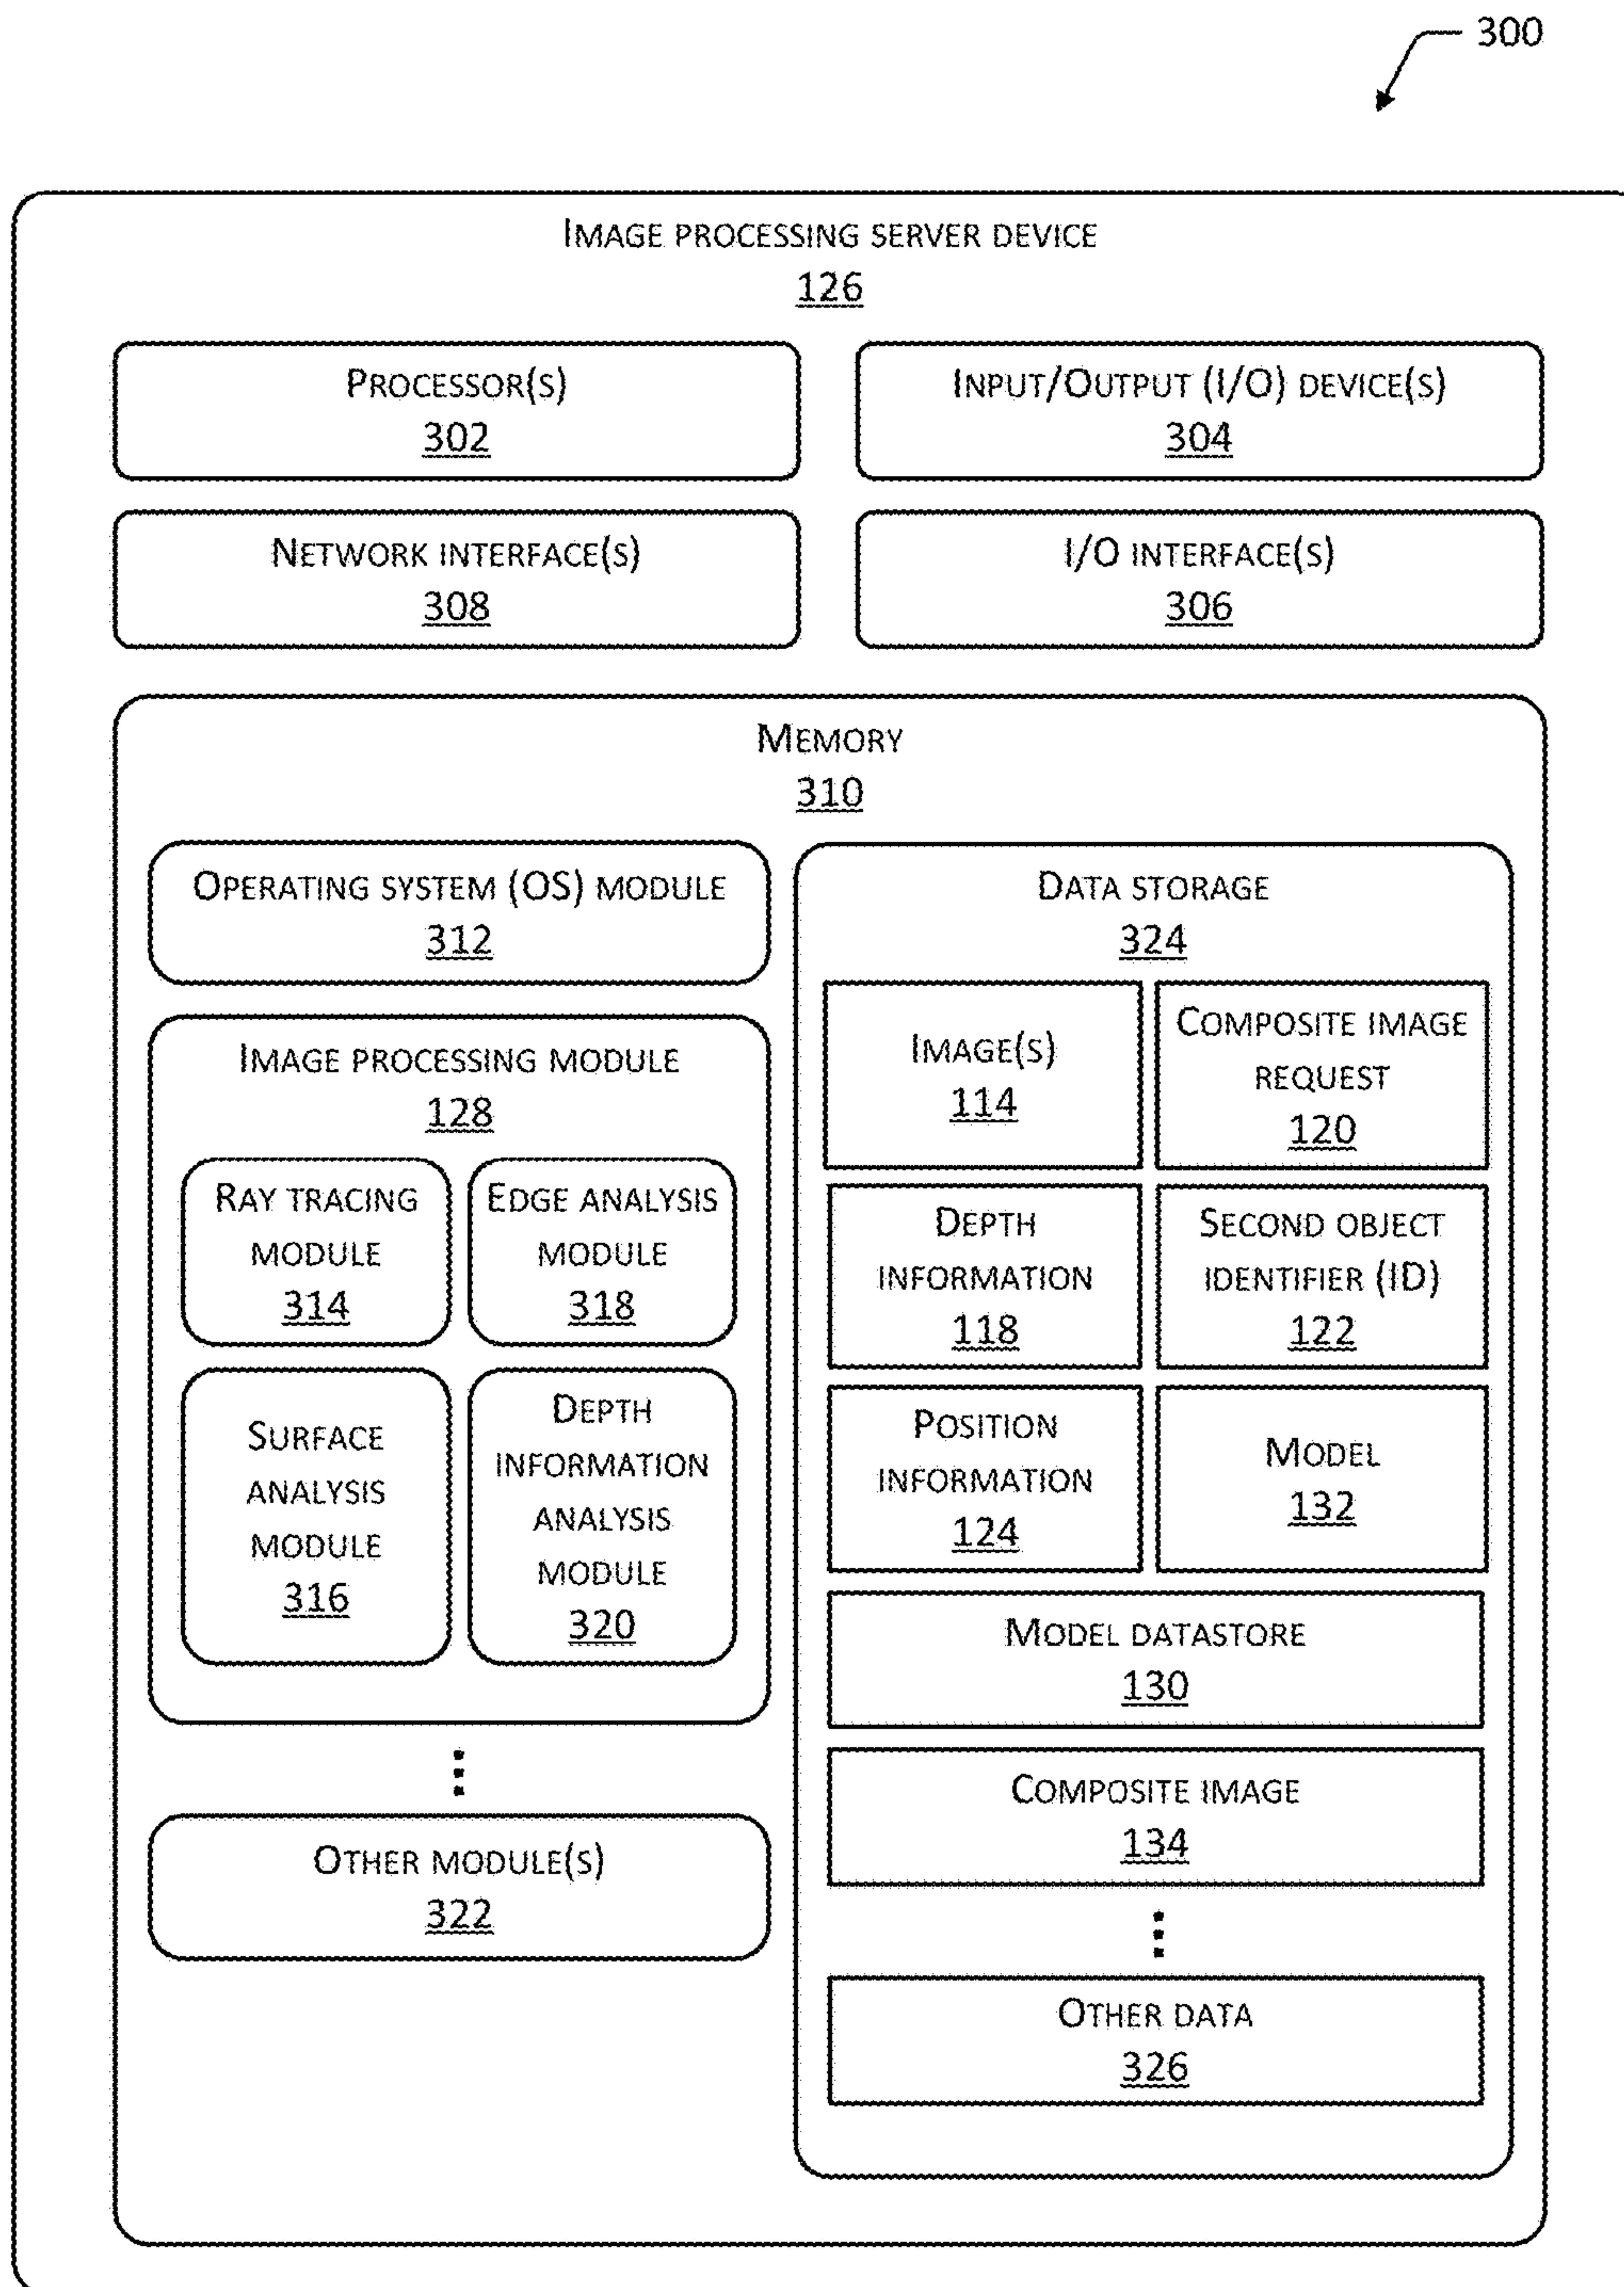 300
Image processing server device
126
Processor(s)
302
Input/Output (I/O) device(s)
304
Network interface(s)
308
I/O interface(s)
306
Memory
310
Operating system (OS) module
312
Image processing module
128
Ray tracing
module
314
Edge analysis
module
318
Surface
analysis
module
316
Depth
information
analysis
module
320
Other module(s)
322
Data storage
324
Image(s)
114
Composite image
request
120
Depth
information
118
Second object
identifier (ID)
122
Position
information
124
Model
132
Model datastore
130
Composite image
134
Other data
326